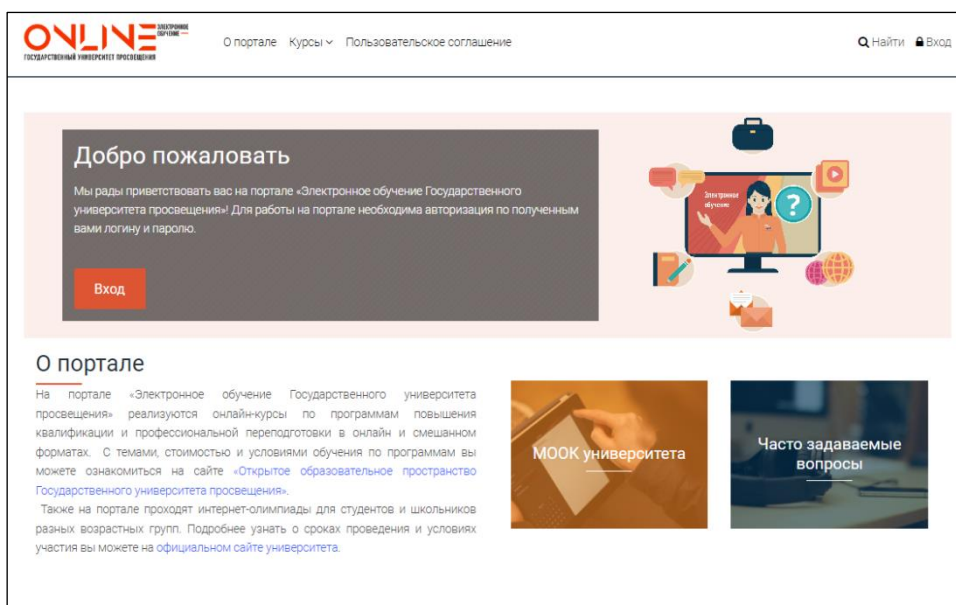 ONLINE ЭЛЕКТРОННОЕ
ОБУЧЕНИЕ
ГОСУДАРСТВЕННЫЙ УНИВЕРСИТЕТ ПРОСВЕЩЕНИЯ
О портале Курсы Пользовательское соглашение Найти Вход
Добро пожаловать
Мы рады приветствовать вас на портале «Электронное обучение Государственного
университета просвещения»! Для работы на портале необходима авторизация по полученным
вами логину и паролю.
Вход
Электронное
обучение
?
О портале
На портале «Электронное обучение Государственного университета
просвещения» реализуются онлайн-курсы по программам повышения
квалификации и профессиональной переподготовки в онлайн и смешанном
форматах. С темами, стоимостью и условиями обучения по программам вы
можете ознакомиться на сайте «Открытое образовательное пространство
Государственного университета просвещения».
Также на портале проходят интернет-олимпиады для студентов и школьников
разных возрастных групп. Подробнее узнать о сроках проведения и условиях
участия вы можете на официальном сайте университета.
МООК университета
Часто задаваемые
вопросы